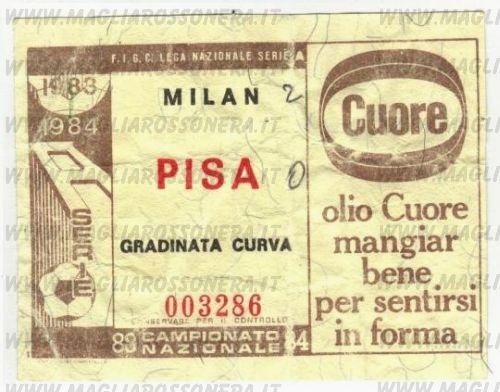 WWW.MAGLIAROSSONERA.IT
F.I.G.C. LEGA NAZIONALE SERIE A
1983
1984
SERIE
MILAN 2
PISA 0
GRADINATA CURVA
003286
CONSERVARE PER IL CONTROLLO
83 CAMPIONATO 84
NAZIONALE
Cuore
olio Cuore
mangiar
bene
per sentirsi
in forma